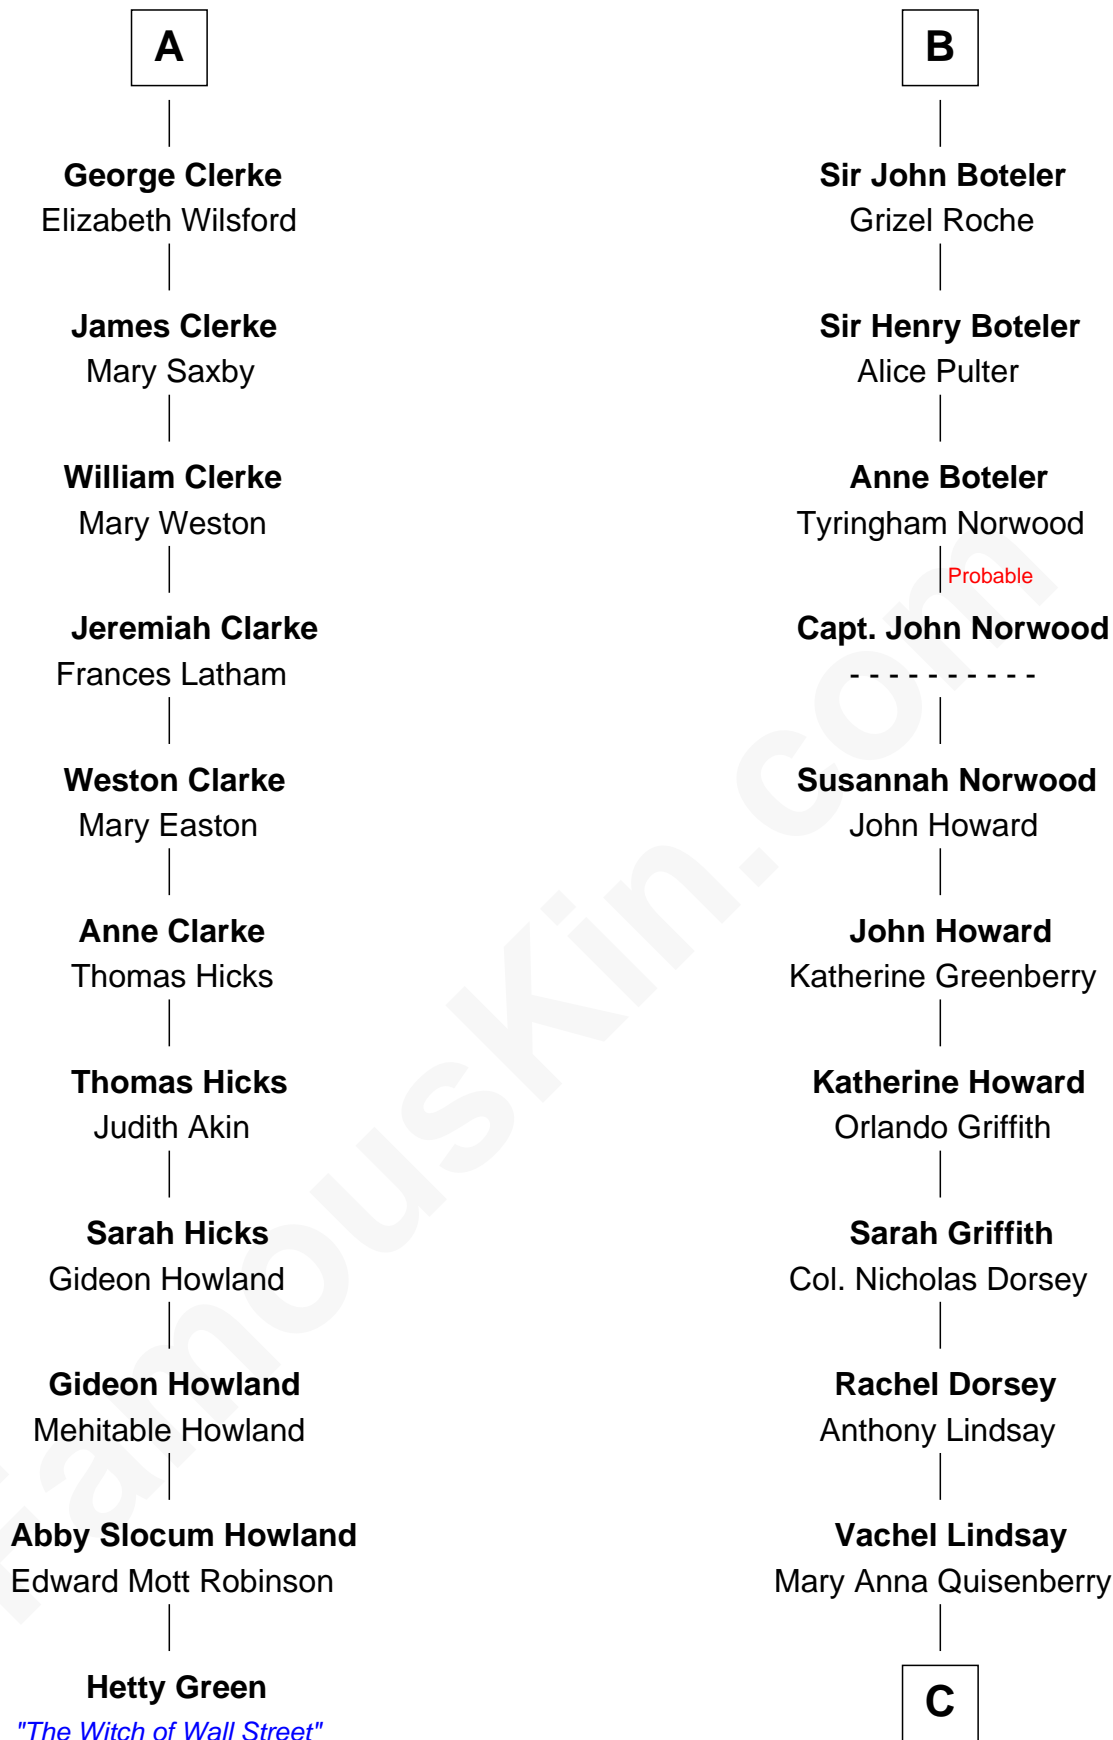 A
George Clerke
Elizabeth Wilsford
James Clerke
Mary Saxby
William Clerke
Mary Weston
Jeremiah Clarke
Frances Latham
Weston Clarke
Mary Easton
Anne Clarke
Thomas Hicks
Thomas Hicks
Judith Akin
Sarah Hicks
Gideon Howland
Gideon Howland
Mehitable Howland
Abby Slocum Howland
Edward Mott Robinson
Hetty Green
"The Witch of Wall Street"
B
Sir John Boteler
Grizel Roche
Sir Henry Boteler
Alice Pulter
Anne Boteler
Tyringham Norwood
Probable
Capt. John Norwood
- - - - - - - - - -
Susannah Norwood
John Howard
John Howard
Katherine Greenberry
Katherine Howard
Orlando Griffith
Sarah Griffith
Col. Nicholas Dorsey
Rachel Dorsey
Anthony Lindsay
Vachel Lindsay
Mary Anna Quisenberry
C
FamousKin.com